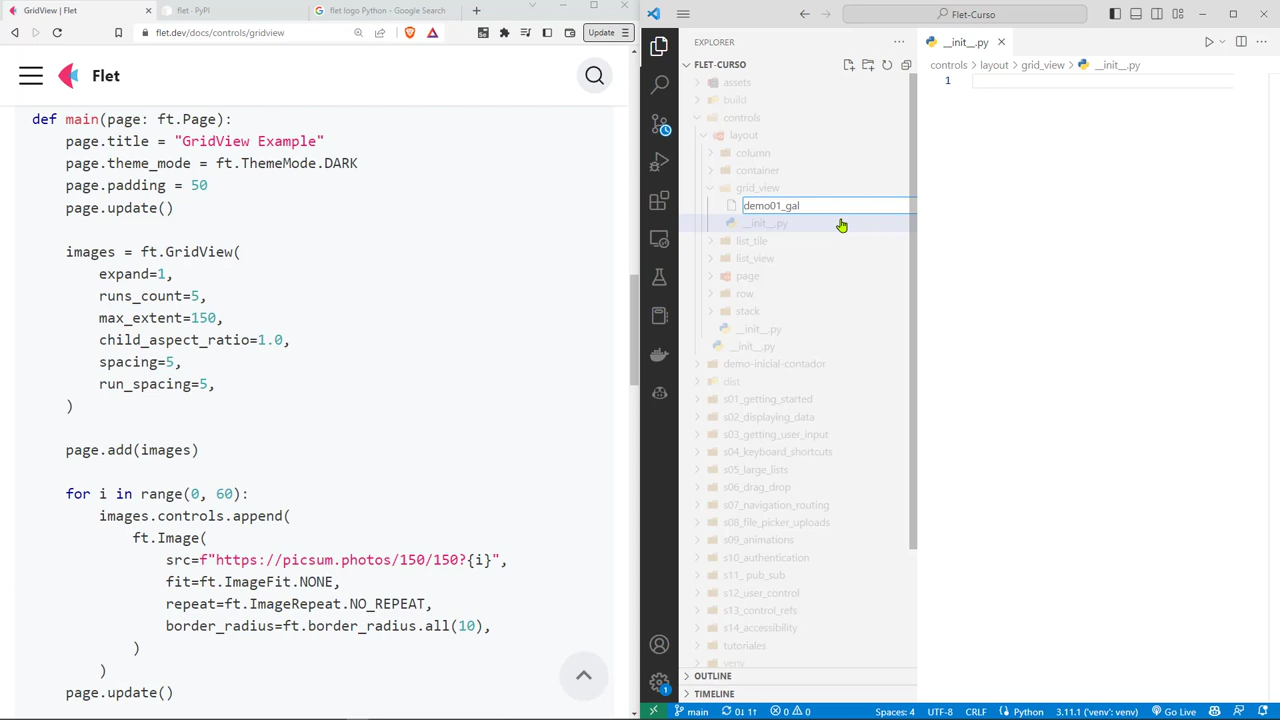 GridView | Flet
flet · PyPI
flet logo Python - Google Search
flet.dev/docs/controls/gridview
Update
Flet
def main(page: ft.Page):
page.title = "GridView Example"
page.theme_mode = ft.ThemeMode.DARK
page.padding = 50
page.update()
images = ft.GridView(
expand=1,
runs_count=5,
max_extent=150,
child_aspect_ratio=1.0,
spacing=5,
run_spacing=5,
)
page.add(images)
for i in range(0, 60):
images.controls.append(
ft.Image(
src=f"https://picsum.photos/150/150?{i}",
fit=ft.ImageFit.NONE,
repeat=ft.ImageRepeat.NO_REPEAT,
border_radius=ft.border_radius.all(10),
)
)
page.update()
Flet-Curso
EXPLORER
FLET-CURSO
assets
build
controls
layout
column
container
grid_view
demo01_gal
__init__.py
list_tile
list_view
page
row
stack
__init__.py
__init__.py
demo-inicial-contador
dist
s01_getting_started
s02_displaying_data
s03_getting_user_input
s04_keyboard_shortcuts
s05_large_lists
s06_drag_drop
s07_navigation_routing
s08_file_picker_uploads
s09_animations
s10_authentication
s11_ pub_sub
s12_user_control
s13_control_refs
s14_accessibility
tutoriales
venv
OUTLINE
TIMELINE
__init__.py
controls > layout > grid_view > __init__.py
1
1
main 0↓ 1↑ 0 0 Spaces: 4 UTF-8 CRLF Python 3.11.1 ('venv': venv) Go Live